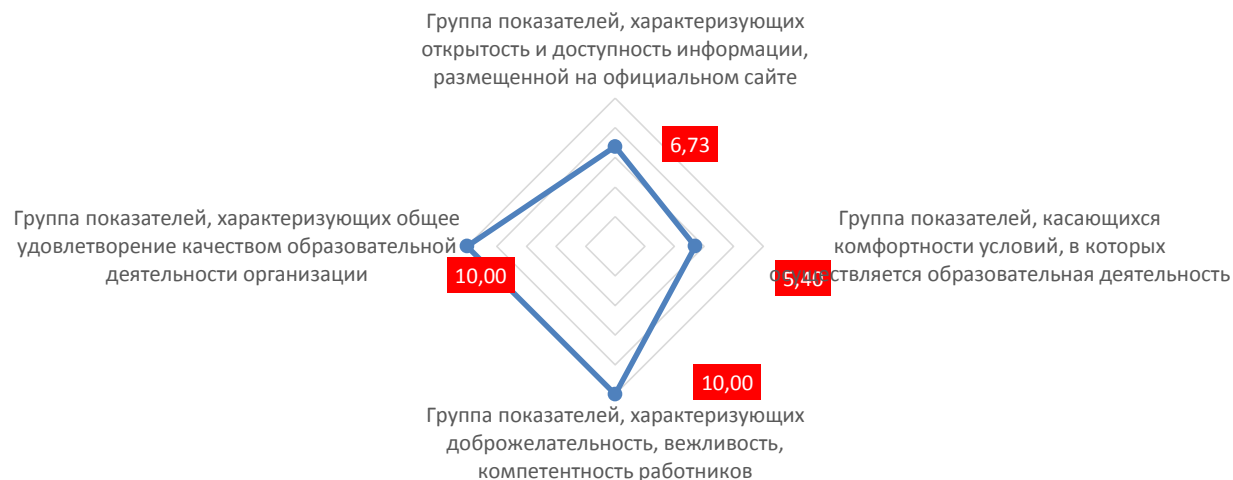 Группа показателей, характеризующих
открытость и доступность информации,
размещенной на официальном сайте
6,73
Группа показателей, характеризующих общее
удовлетворение качеством образовательной
деятельности организации
10,00
Группа показателей, касающихся
комфортности условий, в которых
осуществляется образовательная деятельность
5,40
10,00
Группа показателей, характеризующих
доброжелательность, вежливость,
компетентность работников